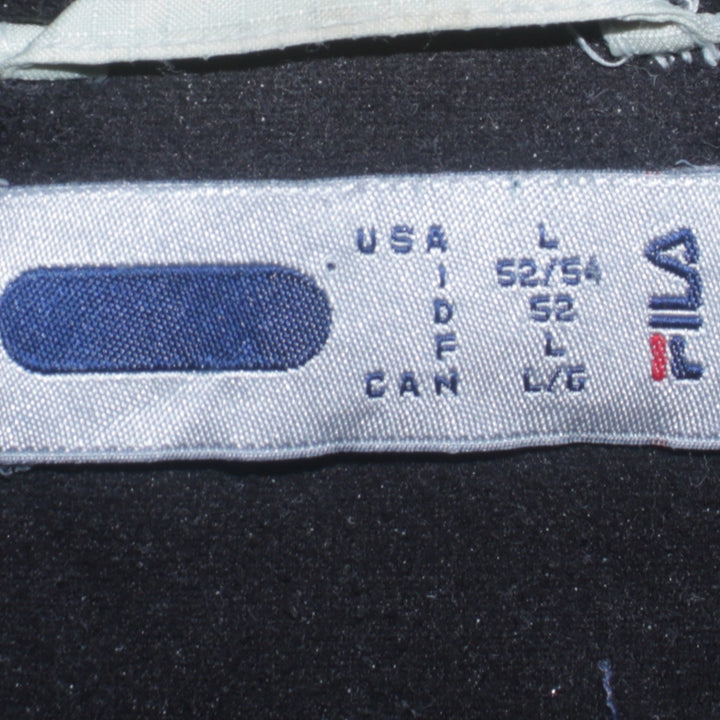 USA L
I 52/54
D 52
F L
CAN L/G
FILA